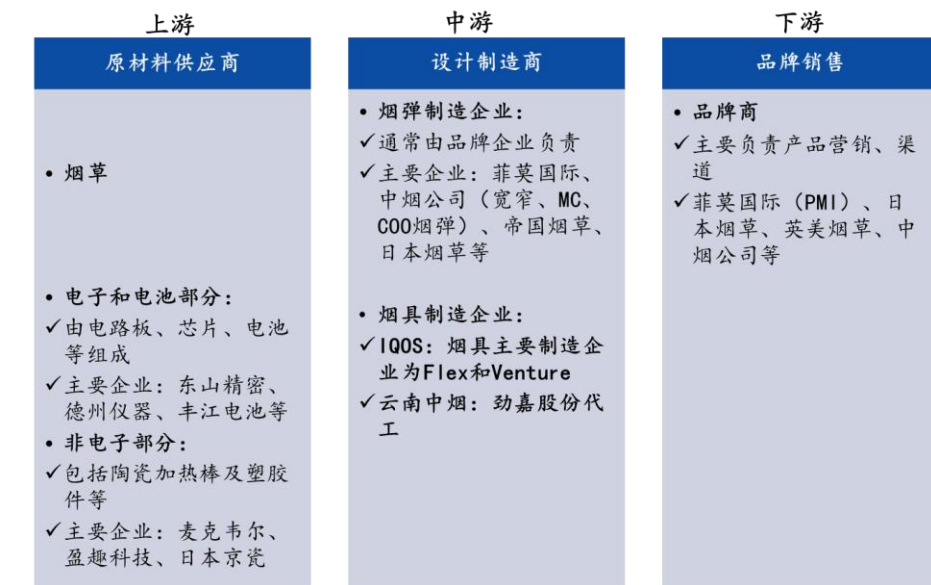 上游
原材料供应商
• 烟草
• 电子和电池部分：
✓由电路板、芯片、电池
等组成
✓主要企业：东山精密、
德州仪器、丰江电池等
• 非电子部分：
✓包括陶瓷加热棒及塑胶
件等
✓主要企业：麦克韦尔、
盈趣科技、日本京瓷
中游
设计制造商
• 烟弹制造企业：
✓通常由品牌企业负责
✓主要企业：菲莫国际、
中烟公司（宽窄、MC、
COO烟弹）、帝国烟草、
日本烟草等
• 烟具制造企业：
✓IQOS：烟具主要制造企
业为Flex和Venture
✓云南中烟：劲嘉股份代
工
下游
品牌销售
• 品牌商
✓主要负责产品营销、渠
道
✓菲莫国际（PMI）、日
本烟草、英美烟草、中
烟公司等